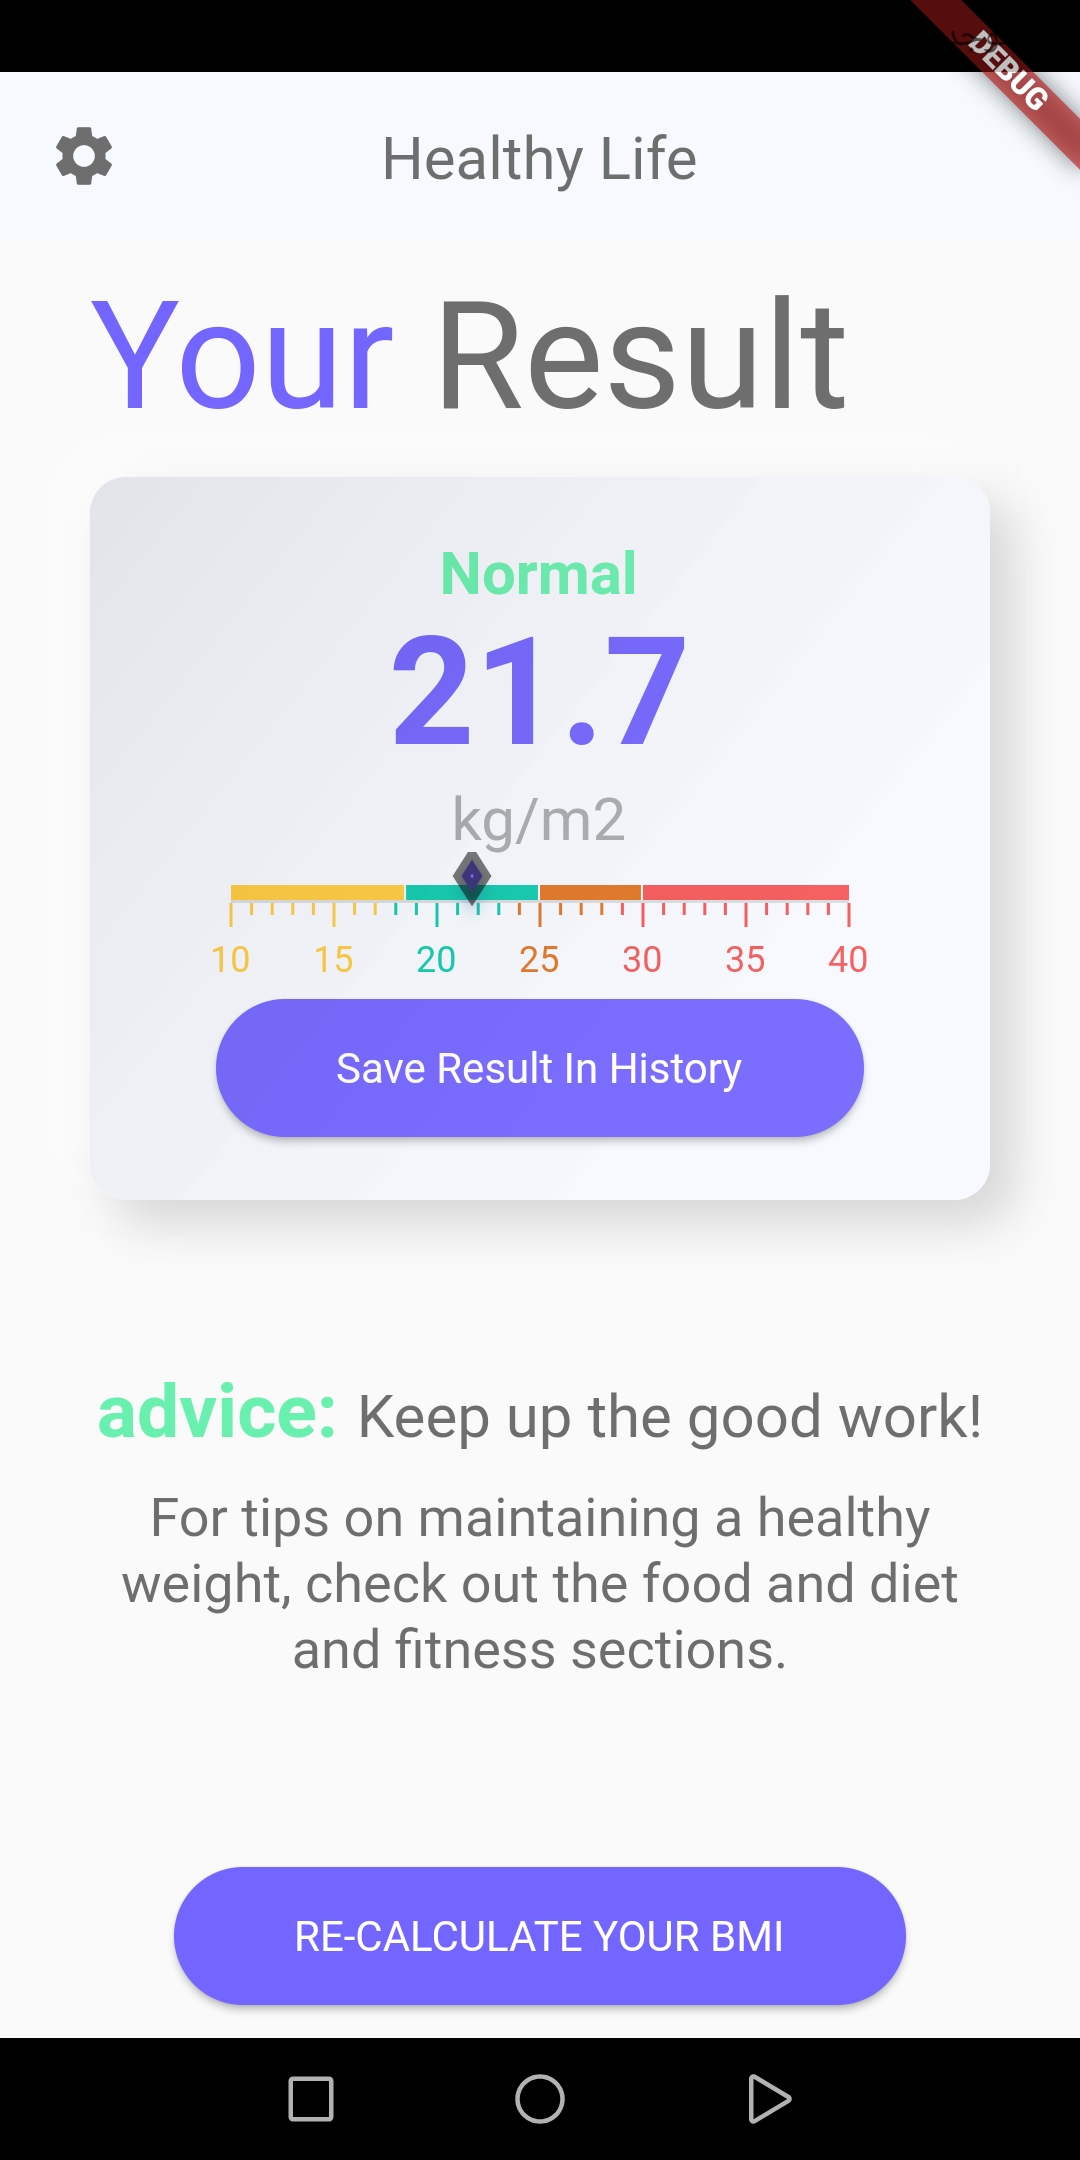 DEBUG
Healthy Life
Your Result
Normal
21.7
kg/m2
10 15 20 25 30 35 40
Save Result In History
advice: Keep up the good work!
For tips on maintaining a healthy
weight, check out the food and diet
and fitness sections.
RE-CALCULATE YOUR BMI